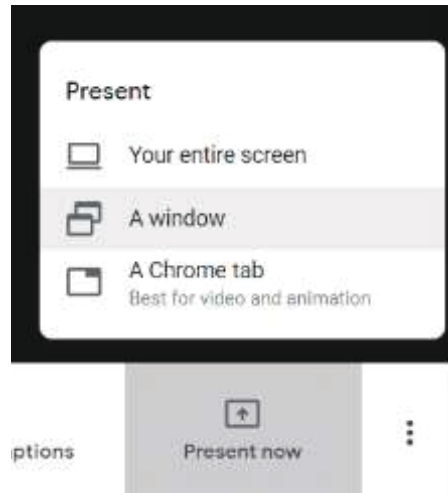 Present
Your entire screen
A window
A Chrome tab
Best for video and animation
ptions
Present now